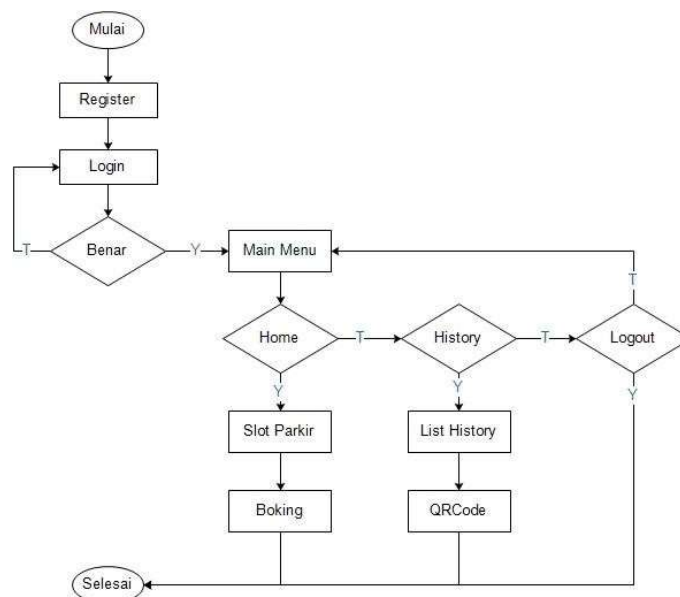 Mulai
Register
Login
T
Benar
Y
Main Menu
T
Home
T
History
T
Logout
Y
Y
Y
Slot Parkir
List History
Boking
QRCode
Selesai